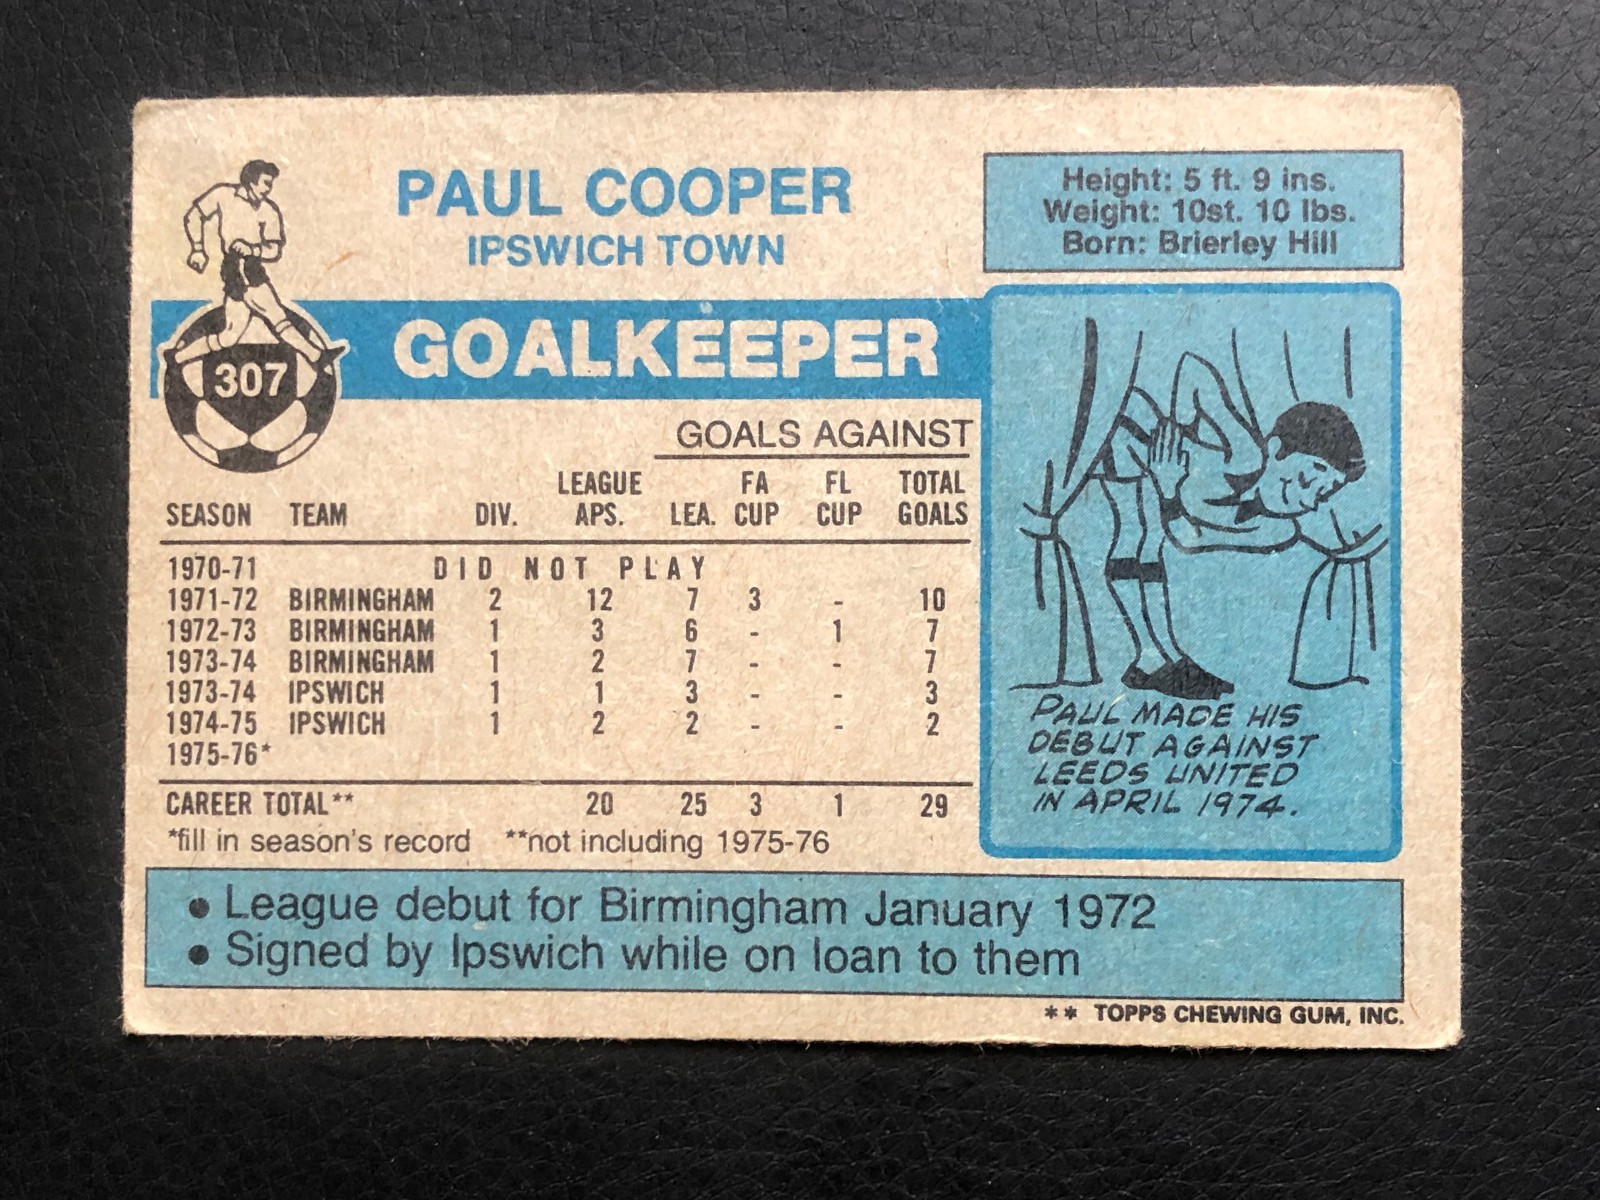 PAUL COOPER
IPSWICH TOWN
Height: 5 ft. 9 ins.
Weight: 10st. 10 lbs.
Born: Brierley Hill
307
GOALKEEPER
GOALS AGAINST
SEASON TEAM DIV. LEAGUE APS. LEA. FA CUP FL CUP TOTAL GOALS
1970-71 DID NOT PLAY
1971-72 BIRMINGHAM 2 12 7 3 - 10
1972-73 BIRMINGHAM 1 3 6 - 1 7
1973-74 BIRMINGHAM 1 2 7 - - 7
1973-74 IPSWICH 1 1 3 - - 3
1974-75 IPSWICH 1 2 2 - - 2
1975-76*
CAREER TOTAL** 20 25 3 1 29
*fill in season's record **not including 1975-76
PAUL MADE HIS
DEBUT AGAINST
LEEDS UNITED
IN APRIL 1974.
• League debut for Birmingham January 1972
• Signed by Ipswich while on loan to them
** TOPPS CHEWING GUM, INC.